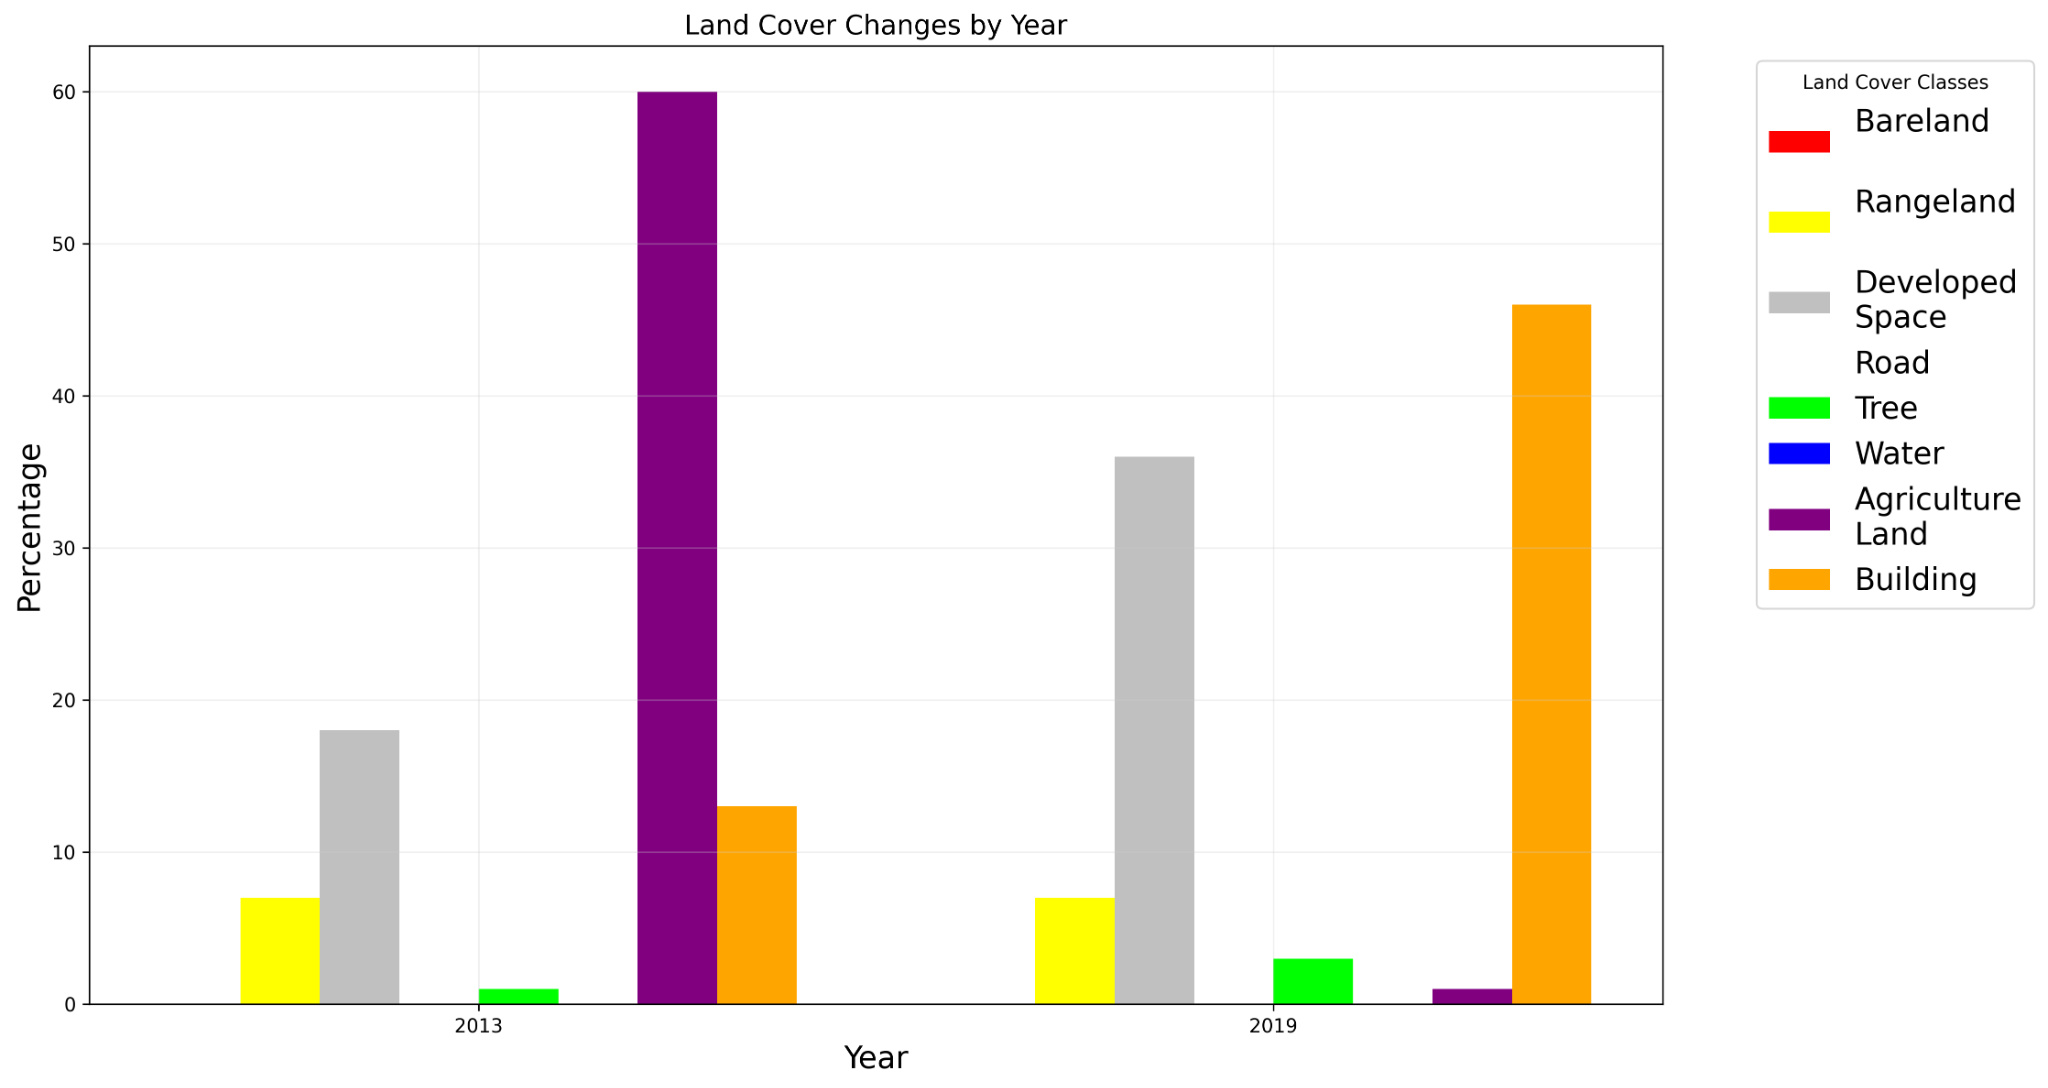 Land Cover Changes by Year
60
50
40
30
20
10
0
Percentage
2013
2019
Year
Land Cover Classes
Bareland
Rangeland
Developed
Space
Road
Tree
Water
Agriculture
Land
Building